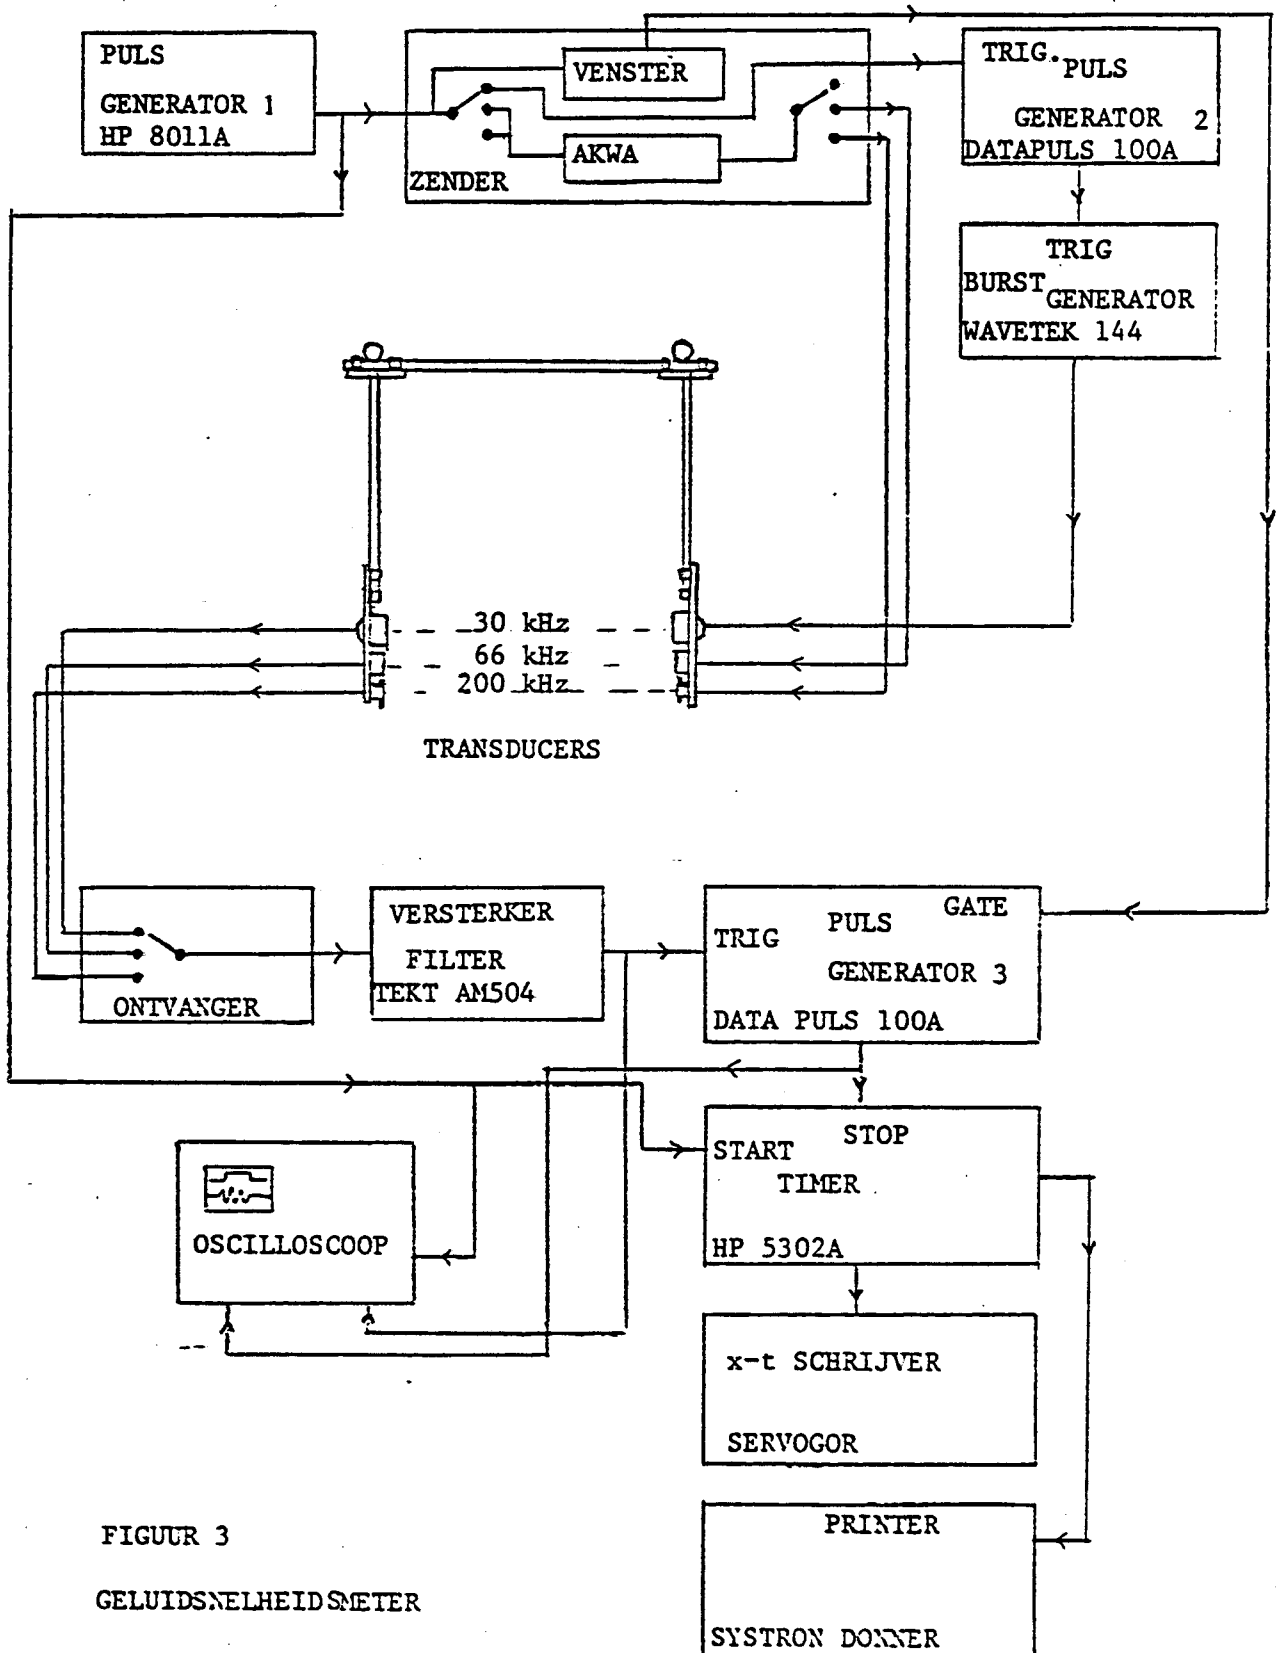 PULS
GENERATOR 1
HP 8011A
VENSTER
AKWA
ZENDER
TRIG. PULS
GENERATOR 2
DATAPULS 100A
TRIG
BURST GENERATOR
WAVETEK 144
30 kHz
66 kHz
200 kHz
TRANSDUCERS
ONTVANGER
VERSTERKER
FILTER
TEKT AM504
GATE
TRIG PULS
GENERATOR 3
DATA PULS 100A
OSCILLOSCOOP
STOP
START
TIMER
HP 5302A
x-t SCHRIJVER
SERVOGOR
PRINTER
SYSTRON DONNER
FIGUUR 3
GELUIDSNELHEIDSMETER